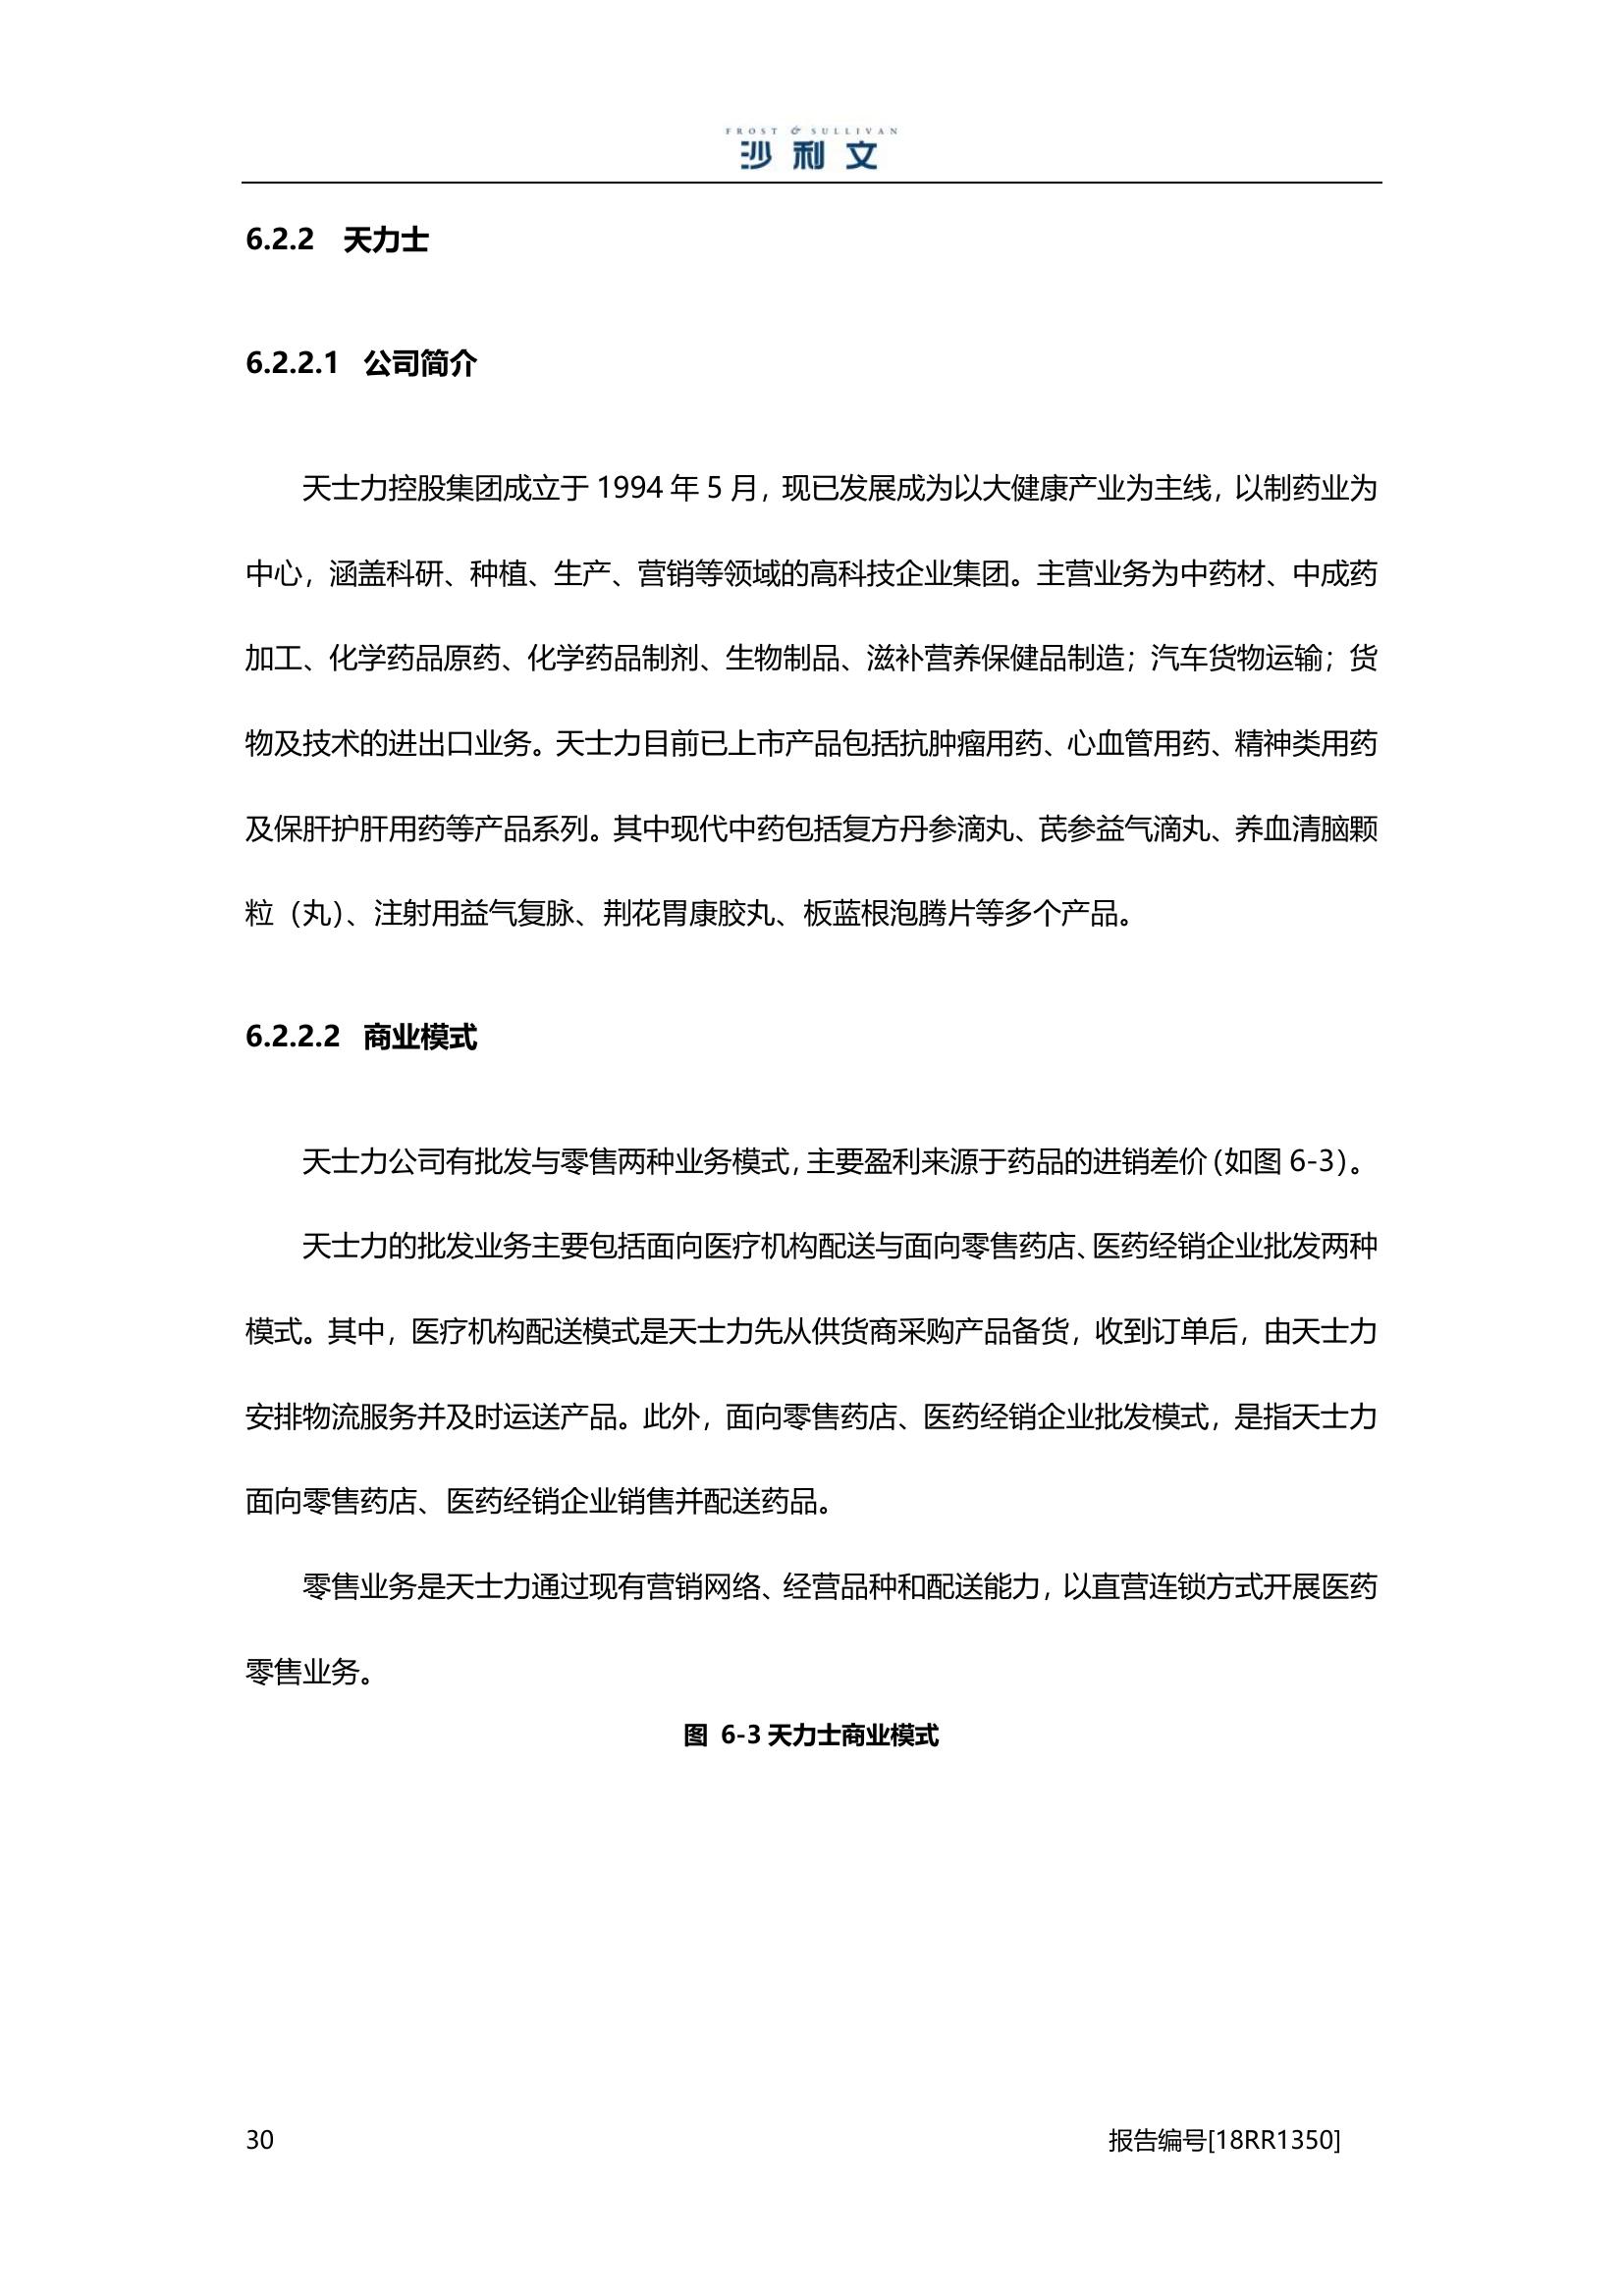 FROST & SULLIVAN
沙利文
6.2.2 天力士
6.2.2.1 公司简介
天士力控股集团成立于 1994 年 5 月，现已发展成为以大健康产业为主线，以制药业为
中心，涵盖科研、种植、生产、营销等领域的高科技企业集团。主营业务为中药材、中成药
加工、化学药品原药、化学药品制剂、生物制品、滋补营养保健品制造；汽车货物运输；货
物及技术的进出口业务。天士力目前已上市产品包括抗肿瘤用药、心血管用药、精神类用药
及保肝护肝用药等产品系列。其中现代中药包括复方丹参滴丸、芪参益气滴丸、养血清脑颗
粒（丸）、注射用益气复脉、荆花胃康胶丸、板蓝根泡腾片等多个产品。
6.2.2.2 商业模式
天士力公司有批发与零售两种业务模式，主要盈利来源于药品的进销差价（如图 6-3）。
天士力的批发业务主要包括面向医疗机构配送与面向零售药店、医药经销企业批发两种
模式。其中，医疗机构配送模式是天士力先从供货商采购产品备货，收到订单后，由天士力
安排物流服务并及时运送产品。此外，面向零售药店、医药经销企业批发模式，是指天士力
面向零售药店、医药经销企业销售并配送药品。
零售业务是天士力通过现有营销网络、经营品种和配送能力，以直营连锁方式开展医药
零售业务。
图 6-3 天力士商业模式
30 报告编号[18RR1350]